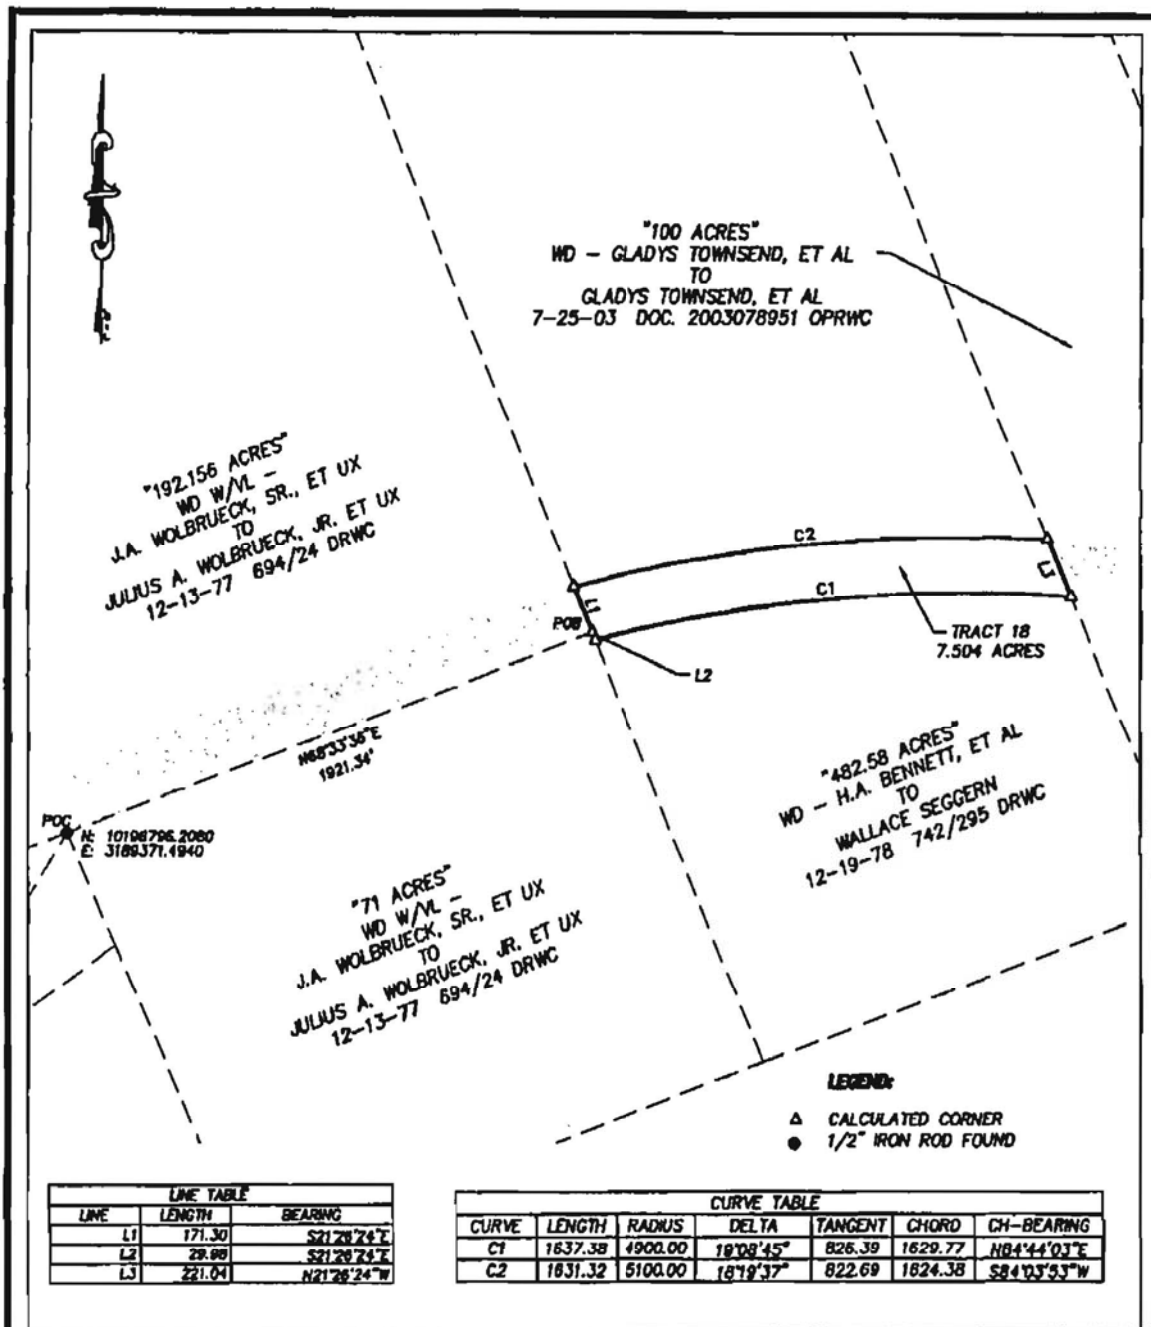 "100 ACRES"
WD - GLADYS TOWNSEND, ET AL
TO
GLADYS TOWNSEND, ET AL
7-25-03 DOC. 2003078951 OPRWC
"192.156 ACRES"
WD W/VL -
J.A. WOLBRUECK, SR., ET UX
TO
JULIUS A. WOLBRUECK, JR. ET UX
12-13-77 694/24 DRWC
C2
L3
L1
C1
POB
TRACT 18
7.504 ACRES
L2
N68°33'36"E
1921.34'
"482.58 ACRES"
WD - H.A. BENNETT, ET AL
TO
WALLACE SEGGERN
12-19-78 742/295 DRWC
POC
N: 10196796.2080
E: 3189371.4940
"71 ACRES"
WD W/VL -
J.A. WOLBRUECK, SR., ET UX
TO
JULIUS A. WOLBRUECK, JR. ET UX
12-13-77 694/24 DRWC
LEGEND:
CALCULATED CORNER
1/2" IRON ROD FOUND
LINE TABLE
LINE LENGTH BEARING
L1 171.30 S21°26'24"E
L2 29.98 S21°26'24"E
L3 221.04 N21°26'24"W
CURVE TABLE
CURVE LENGTH RADIUS DELTA TANGENT CHORD CH-BEARING
C1 1637.38 4900.00 19°08'45" 826.39 1629.77 N84°44'03"E
C2 1631.32 5100.00 18°19'37" 822.69 1624.38 S84°03'53"W